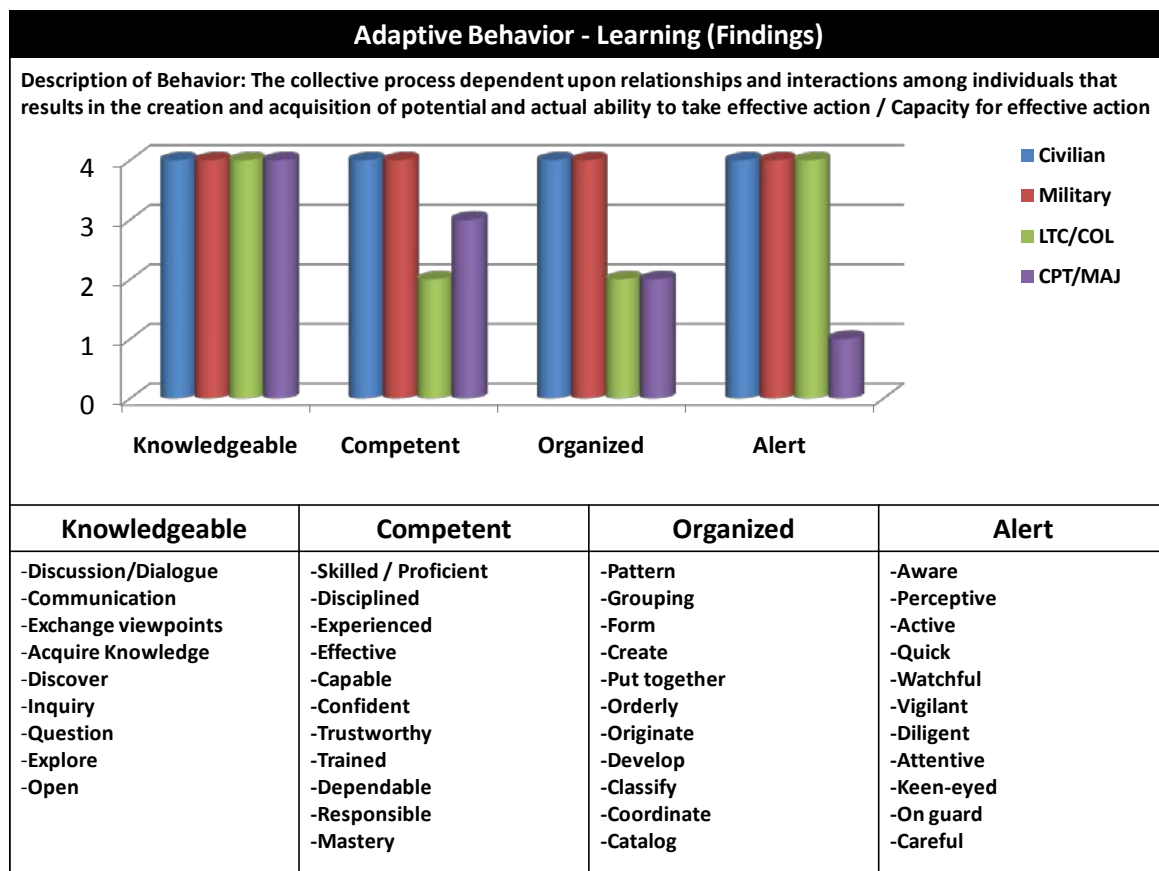 Adaptive Behavior - Learning (Findings)
Description of Behavior: The collective process dependent upon relationships and interactions among individuals that
results in the creation and acquisition of potential and actual ability to take effective action / Capacity for effective action
4
3
2
1
0
Knowledgeable Competent Organized Alert
Civilian
Military
LTC/COL
CPT/MAJ
Knowledgeable
-Discussion/Dialogue
-Communication
-Exchange viewpoints
-Acquire Knowledge
-Discover
-Inquiry
-Question
-Explore
-Open
Competent
-Skilled / Proficient
-Disciplined
-Experienced
-Effective
-Capable
-Confident
-Trustworthy
-Trained
-Dependable
-Responsible
-Mastery
Organized
-Pattern
-Grouping
-Form
-Create
-Put together
-Orderly
-Originate
-Develop
-Classify
-Coordinate
-Catalog
Alert
-Aware
-Perceptive
-Active
-Quick
-Watchful
-Vigilant
-Diligent
-Attentive
-Keen-eyed
-On guard
-Careful